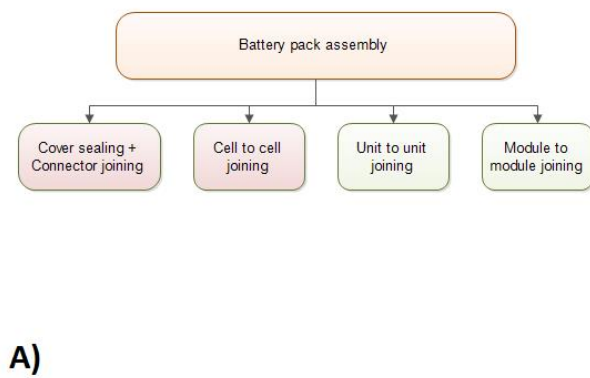 Battery pack assembly
Cover sealing +
Connector joining
Cell to cell
joining
Unit to unit
joining
Module to
module joining
A)